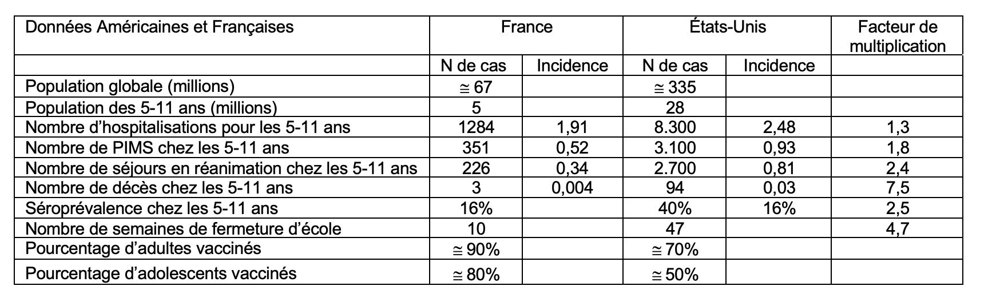 Données Américaines et Françaises France États-Unis Facteur de
multiplication
N de cas Incidence N de cas Incidence
Population globale (millions) ≅ 67 ≅ 335
Population des 5-11 ans (millions) 5 28
Nombre d’hospitalisations pour les 5-11 ans 1284 1,91 8.300 2,48 1,3
Nombre de PIMS chez les 5-11 ans 351 0,52 3.100 0,93 1,8
Nombre de séjours en réanimation chez les 5-11 ans 226 0,34 2.700 0,81 2,4
Nombre de décès chez les 5-11 ans 3 0,004 94 0,03 7,5
Séroprévalence chez les 5-11 ans 16% 40% 16% 2,5
Nombre de semaines de fermeture d’école 10 47 4,7
Pourcentage d’adultes vaccinés ≅ 90% ≅ 70%
Pourcentage d’adolescents vaccinés ≅ 80% ≅ 50%